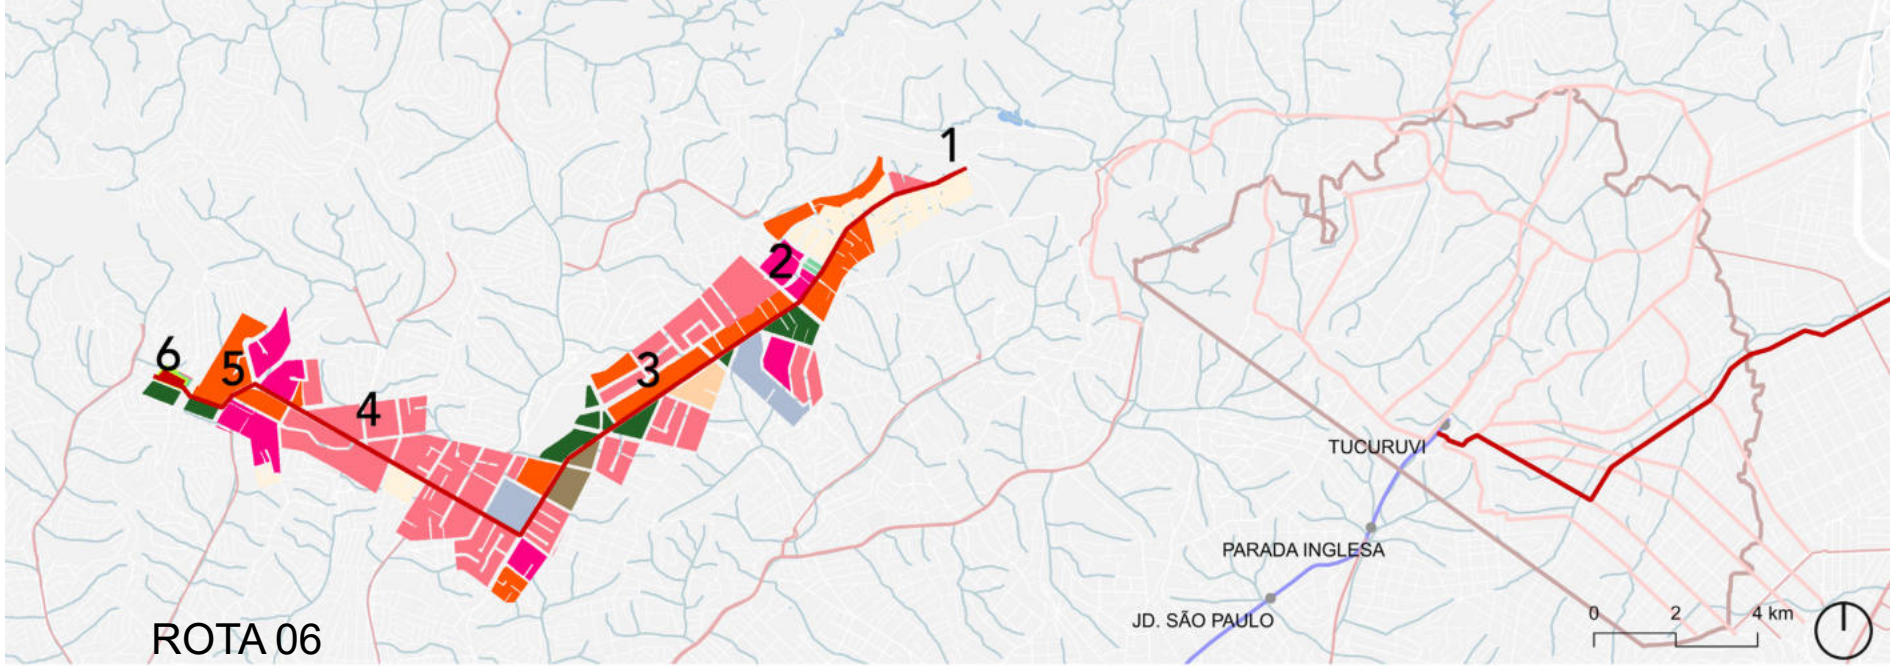 1
2
3
6
5
4
TUCURUVI
PARADA INGLESA
JD. SÃO PAULO
0 2 4 km
ROTA 06